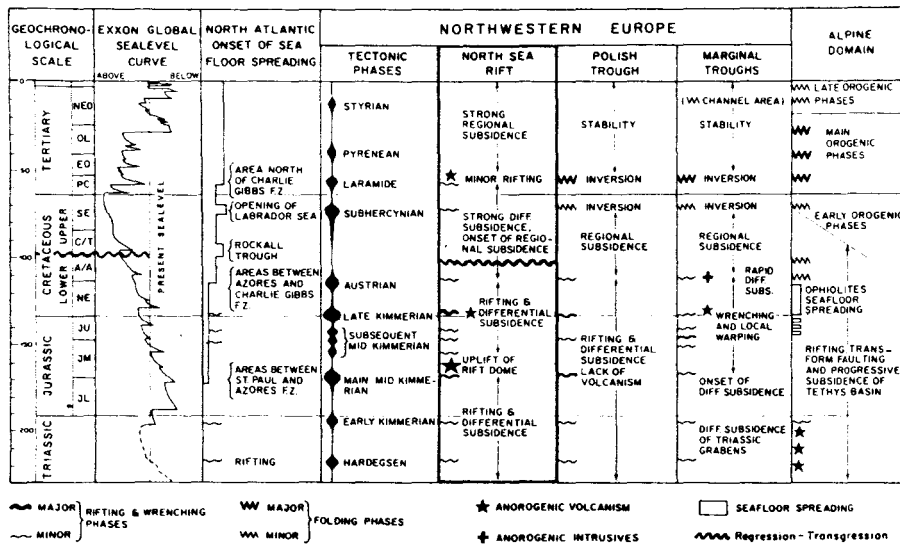 GEOCHRONO-
LOGICAL
SCALE
EXXON GLOBAL
SEALEVEL
CURVE
ABOVE
BELOW
NORTH ATLANTIC
ONSET OF SEA
FLOOR SPREADING
NORTHWESTERN EUROPE
TECTONIC
PHASES
NORTH SEA
RIFT
POLISH
TROUGH
MARGINAL
TROUGHS
ALPINE
DOMAIN
0
200
TERTIARY
NEO
OL
EO
PC
CRETACEOUS
UPPER
LOWER
SE
C/T
A/A
NE
JURASSIC
JU
JM
JL
TRIASSIC
PRESENT SEALEVEL
AREA NORTH
OF CHARLIE
GIBBS F.Z.
OPENING OF
LABRADOR SEA
ROCKALL
TROUGH
AREAS BETWEEN
AZORES AND
CHARLIE GIBBS
F.Z.
AREAS BETWEEN
ST. PAUL AND
AZORES F.Z.
RIFTING
STYRIAN
PYRENEAN
LARAMIDE
SUBHERCYNIAN
AUSTRIAN
LATE KIMMERIAN
SUBSEQUENT
MID KIMMERIAN
MAIN MID KIMME-
RIAN
EARLY KIMMERIAN
HARDEGSEN
STRONG
REGIONAL
SUBSIDENCE
MINOR RIFTING
STRONG DIFF
SUBSIDENCE,
ONSET OF REGIO-
NAL SUBSIDENCE
RIFTING &
DIFFERENTIAL
SUBSIDENCE
UPLIFT OF
RIFT DOME
RIFTING &
DIFFERENTIAL
SUBSIDENCE
STABILITY
INVERSION
INVERSION
REGIONAL
SUBSIDENCE
RIFTING &
DIFFERENTIAL
SUBSIDENCE
LACK OF
VOLCANISM
(CHANNEL AREA)
STABILITY
INVERSION
INVERSION
REGIONAL
SUBSIDENCE
RAPID
DIFF
SUBS.
WRENCHING
AND LOCAL
WARPING
ONSET OF
DIFF SUBSIDENCE
DIFF SUBSIDENCE
OF TRIASSIC
GRABENS
LATE OROGENIC
PHASES
MAIN
OROGENIC
PHASES
EARLY OROGENIC
PHASES
OPHIOLITES
SEAFLOOR
SPREADING
RIFTING TRANS-
FORM FAULTING
AND PROGRESSIVE
SUBSIDENCE OF
TETHYS BASIN
MAJOR
MINOR
RIFTING & WRENCHING
PHASES
MAJOR
MINOR
FOLDING PHASES
ANOROGENIC VOLCANISM
ANOROGENIC INTRUSIVES
SEAFLOOR SPREADING
Regression-Transgression